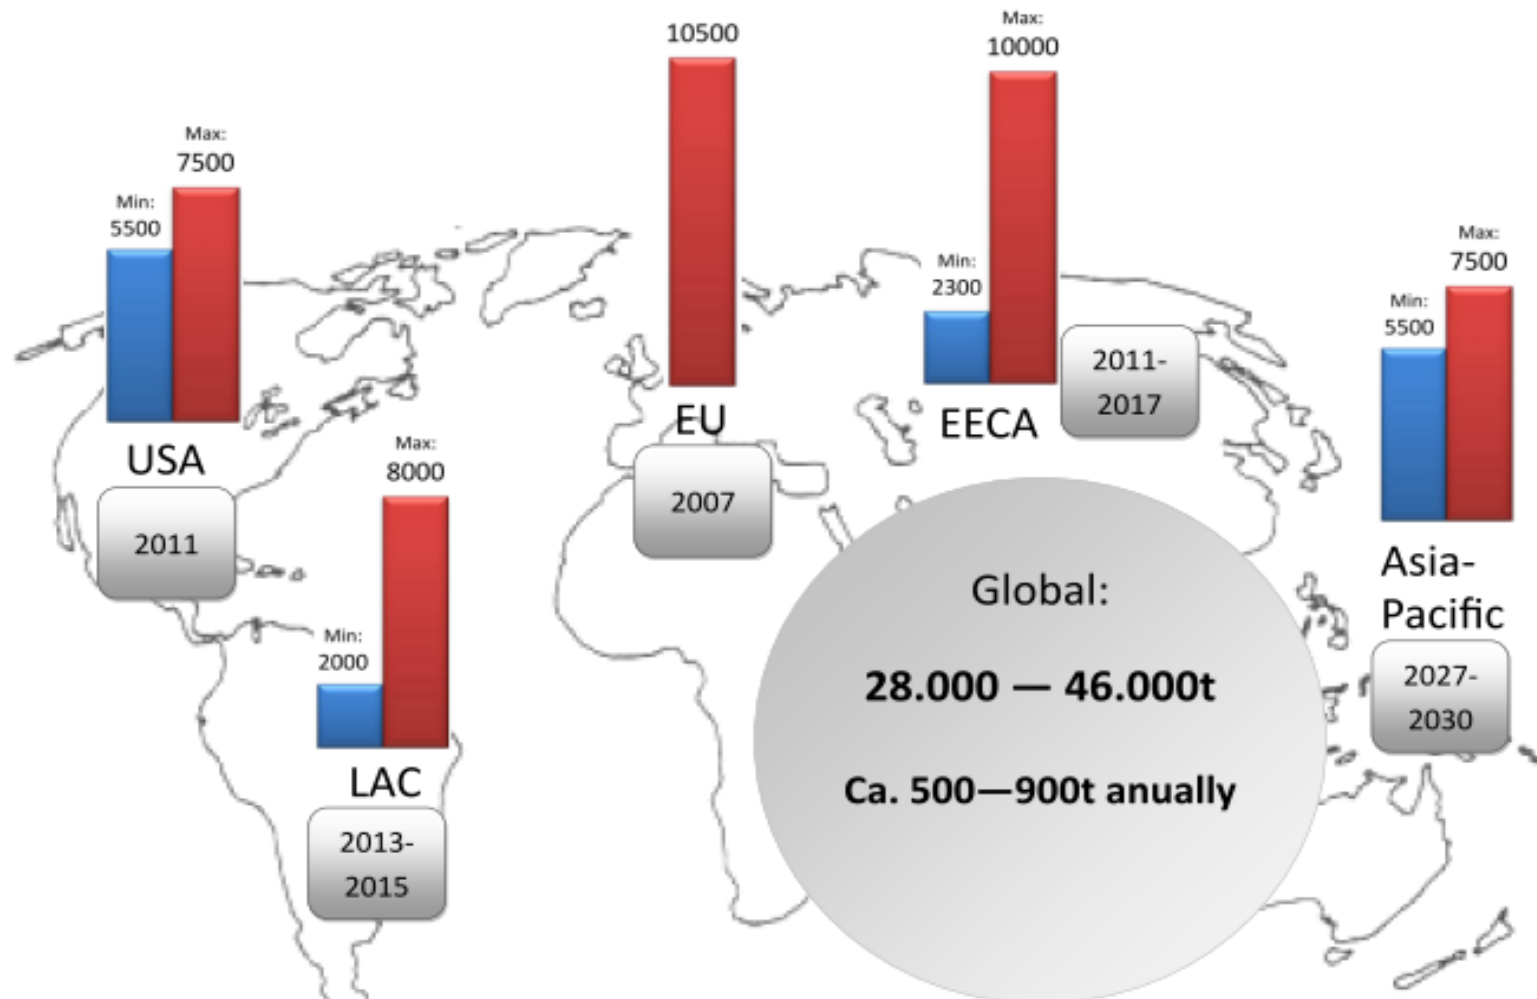 Max:
7500
Min:
5500
USA
2011
Max:
8000
Min:
2000
LAC
2013-
2015
10500
EU
2007
Max:
10000
Min:
2300
EECA
2011-
2017
Max:
7500
Min:
5500
Asia-
Pacific
2027-
2030
Global:
28.000 — 46.000t
Ca. 500—900t anually